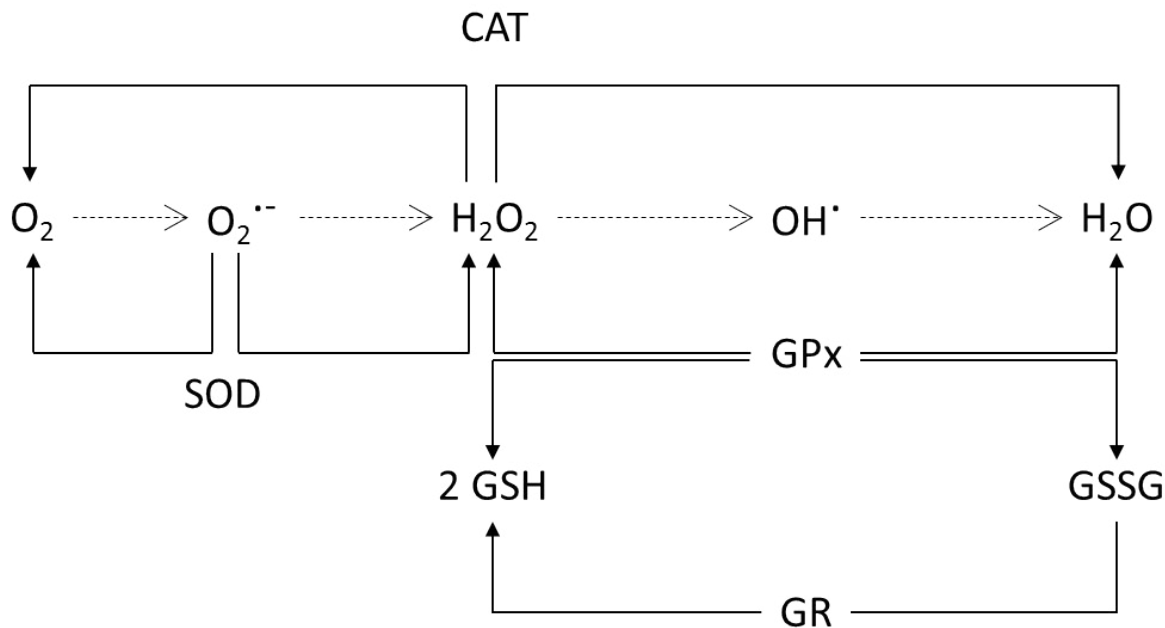 CAT
O₂ O₂˙⁻ H₂O₂ OH˙ H₂O
GPx
SOD
2 GSH GSSG
GR